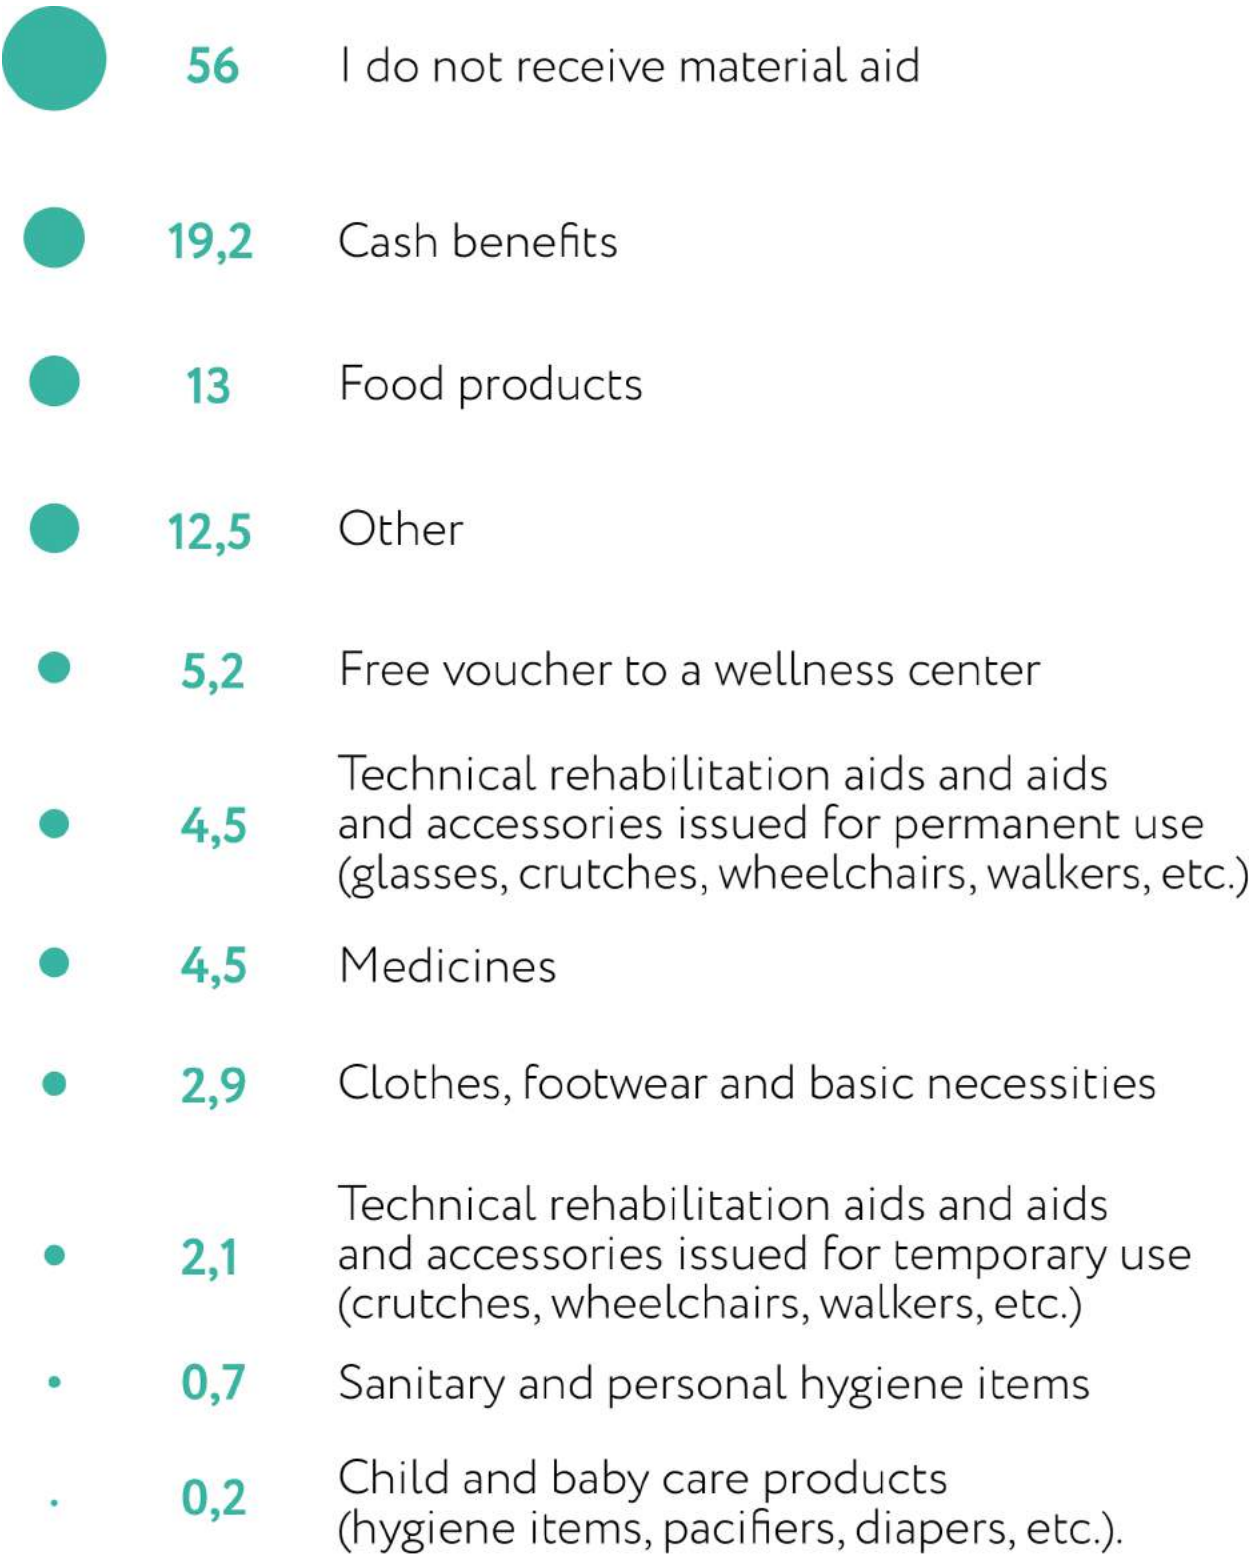 56 I do not receive material aid
19,2 Cash benefits
13 Food products
12,5 Other
5,2 Free voucher to a wellness center
Technical rehabilitation aids and aids
4,5 and accessories issued for permanent use
(glasses, crutches, wheelchairs, walkers, etc.)
4,5 Medicines
2,9 Clothes, footwear and basic necessities
Technical rehabilitation aids and aids
2,1 and accessories issued for temporary use
(crutches, wheelchairs, walkers, etc.)
0,7 Sanitary and personal hygiene items
0,2 Child and baby care products
(hygiene items, pacifiers, diapers, etc.).